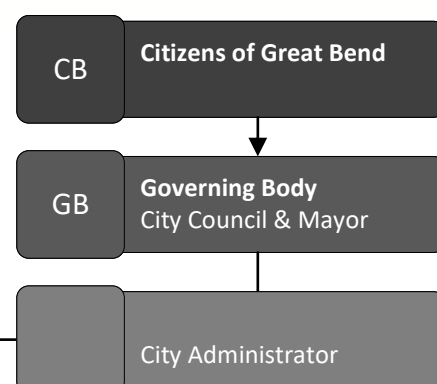 CB
Citizens of Great Bend
GB
Governing Body
City Council & Mayor
City Administrator